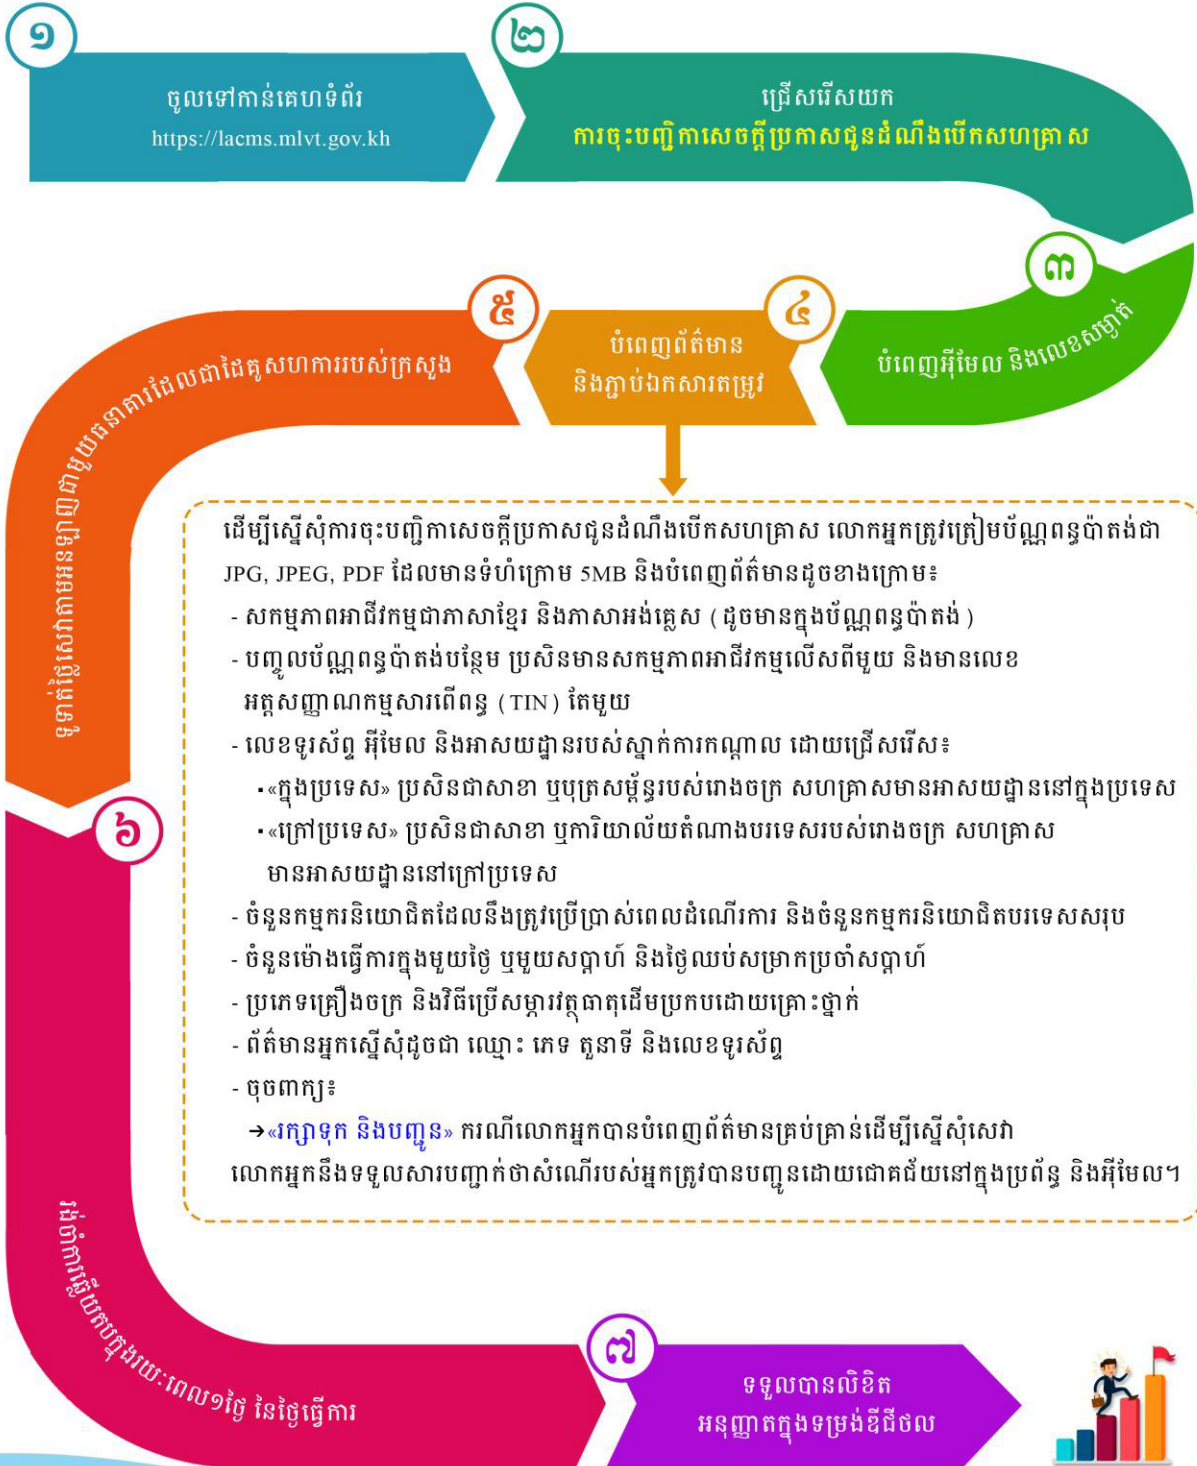 ១
ចូលទៅកាន់គេហទំព័រ
https://lacms.mlvt.gov.kh
២
ជ្រើសរើសយក
ការចុះបញ្ជិកាសេចក្តីប្រកាសជូនដំណឹងបើកសហគ្រាស
៣
បំពេញអ៊ីមែល និងលេខសម្ងាត់
៤
បំពេញព័ត៌មាន
និងភ្ជាប់ឯកសារតម្រូវ
៥
ទូទាត់ថ្លៃសេវាតាមអនឡាញជាមួយធនាគារដែលជាដៃគូសហការរបស់ក្រសួង
ដើម្បីស្នើសុំការចុះបញ្ជិកាសេចក្តីប្រកាសជូនដំណឹងបើកសហគ្រាស លោកអ្នកត្រូវត្រៀមប័ណ្ណពន្ធប៉ាតង់ជា
JPG, JPEG, PDF ដែលមានទំហំក្រោម 5MB និងបំពេញព័ត៌មានដូចខាងក្រោម៖
- សកម្មភាពអាជីវកម្មជាភាសាខ្មែរ និងភាសាអង់គ្លេស (ដូចមានក្នុងប័ណ្ណពន្ធប៉ាតង់)
- បញ្ចូលប័ណ្ណពន្ធប៉ាតង់បន្ថែម ប្រសិនមានសកម្មភាពអាជីវកម្មលើសពីមួយ និងមានលេខ
អត្តសញ្ញាណកម្មសារពើពន្ធ (TIN) តែមួយ
- លេខទូរស័ព្ទ អ៊ីមែល និងអាសយដ្ឋានរបស់ស្នាក់ការកណ្តាល ដោយជ្រើសរើស៖
▪«ក្នុងប្រទេស» ប្រសិនជាសាខា ឬបុត្រសម្ព័ន្ធរបស់រោងចក្រ សហគ្រាសមានអាសយដ្ឋាននៅក្នុងប្រទេស
▪«ក្រៅប្រទេស» ប្រសិនជាសាខា ឬការិយាល័យតំណាងបរទេសរបស់រោងចក្រ សហគ្រាស
មានអាសយដ្ឋាននៅក្រៅប្រទេស
- ចំនួនកម្មករនិយោជិតដែលនឹងត្រូវប្រើប្រាស់ពេលដំណើរការ និងចំនួនកម្មករនិយោជិតបរទេសសរុប
- ចំនួនម៉ោងធ្វើការក្នុងមួយថ្ងៃ ឬមួយសប្តាហ៍ និងថ្ងៃឈប់សម្រាកប្រចាំសប្តាហ៍
- ប្រភេទគ្រឿងចក្រ និងវិធីប្រើសម្ភារវត្ថុធាតុដើមប្រកបដោយគ្រោះថ្នាក់
- ព័ត៌មានអ្នកស្នើសុំដូចជា ឈ្មោះ ភេទ តួនាទី និងលេខទូរស័ព្ទ
- ចុចពាក្យ៖
→«រក្សាទុក និងបញ្ជូន» ករណីលោកអ្នកបានបំពេញព័ត៌មានគ្រប់គ្រាន់ដើម្បីស្នើសុំសេវា
លោកអ្នកនឹងទទួលសារបញ្ជាក់ថាសំណើរបស់អ្នកត្រូវបានបញ្ជូនដោយជោគជ័យនៅក្នុងប្រព័ន្ធ និងអ៊ីមែល។
៦
រង់ចាំការឆ្លើយតបក្នុងរយៈពេល១ថ្ងៃ នៃថ្ងៃធ្វើការ
៧
ទទួលបានលិខិត
អនុញ្ញាតក្នុងទម្រង់ឌីជីថល